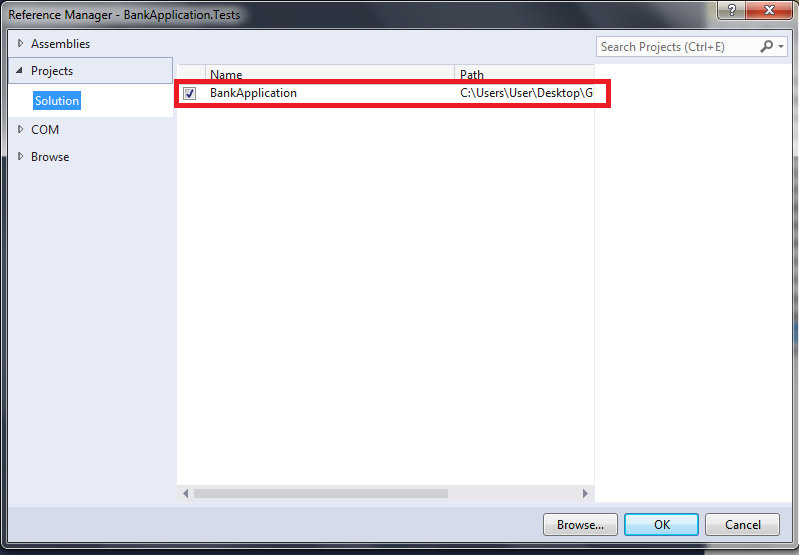 Reference Manager - BankApplication.Tests
?
Assemblies
Search Projects (Ctrl+E)
Projects
Name Path
Solution
BankApplication C:\Users\User\Desktop\G
COM
Browse
Browse... OK Cancel